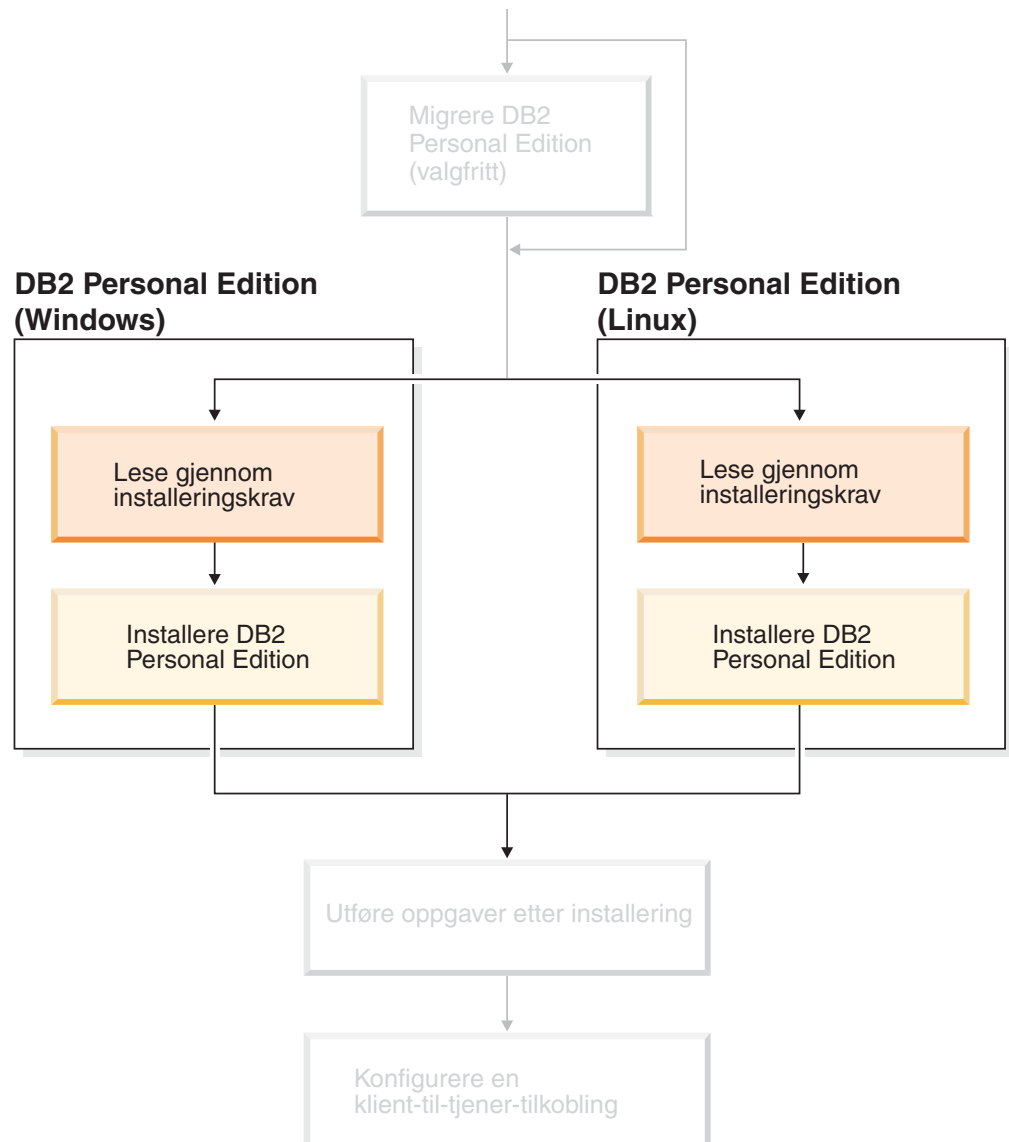 Migrere DB2
Personal Edition
(valgfritt)
DB2 Personal Edition
(Windows)
DB2 Personal Edition
(Linux)
Lese gjennom
installeringskrav
Lese gjennom
installeringskrav
Installere DB2
Personal Edition
Installere DB2
Personal Edition
Utføre oppgaver etter installering
Konfigurere en
klient-til-tjener-tilkobling